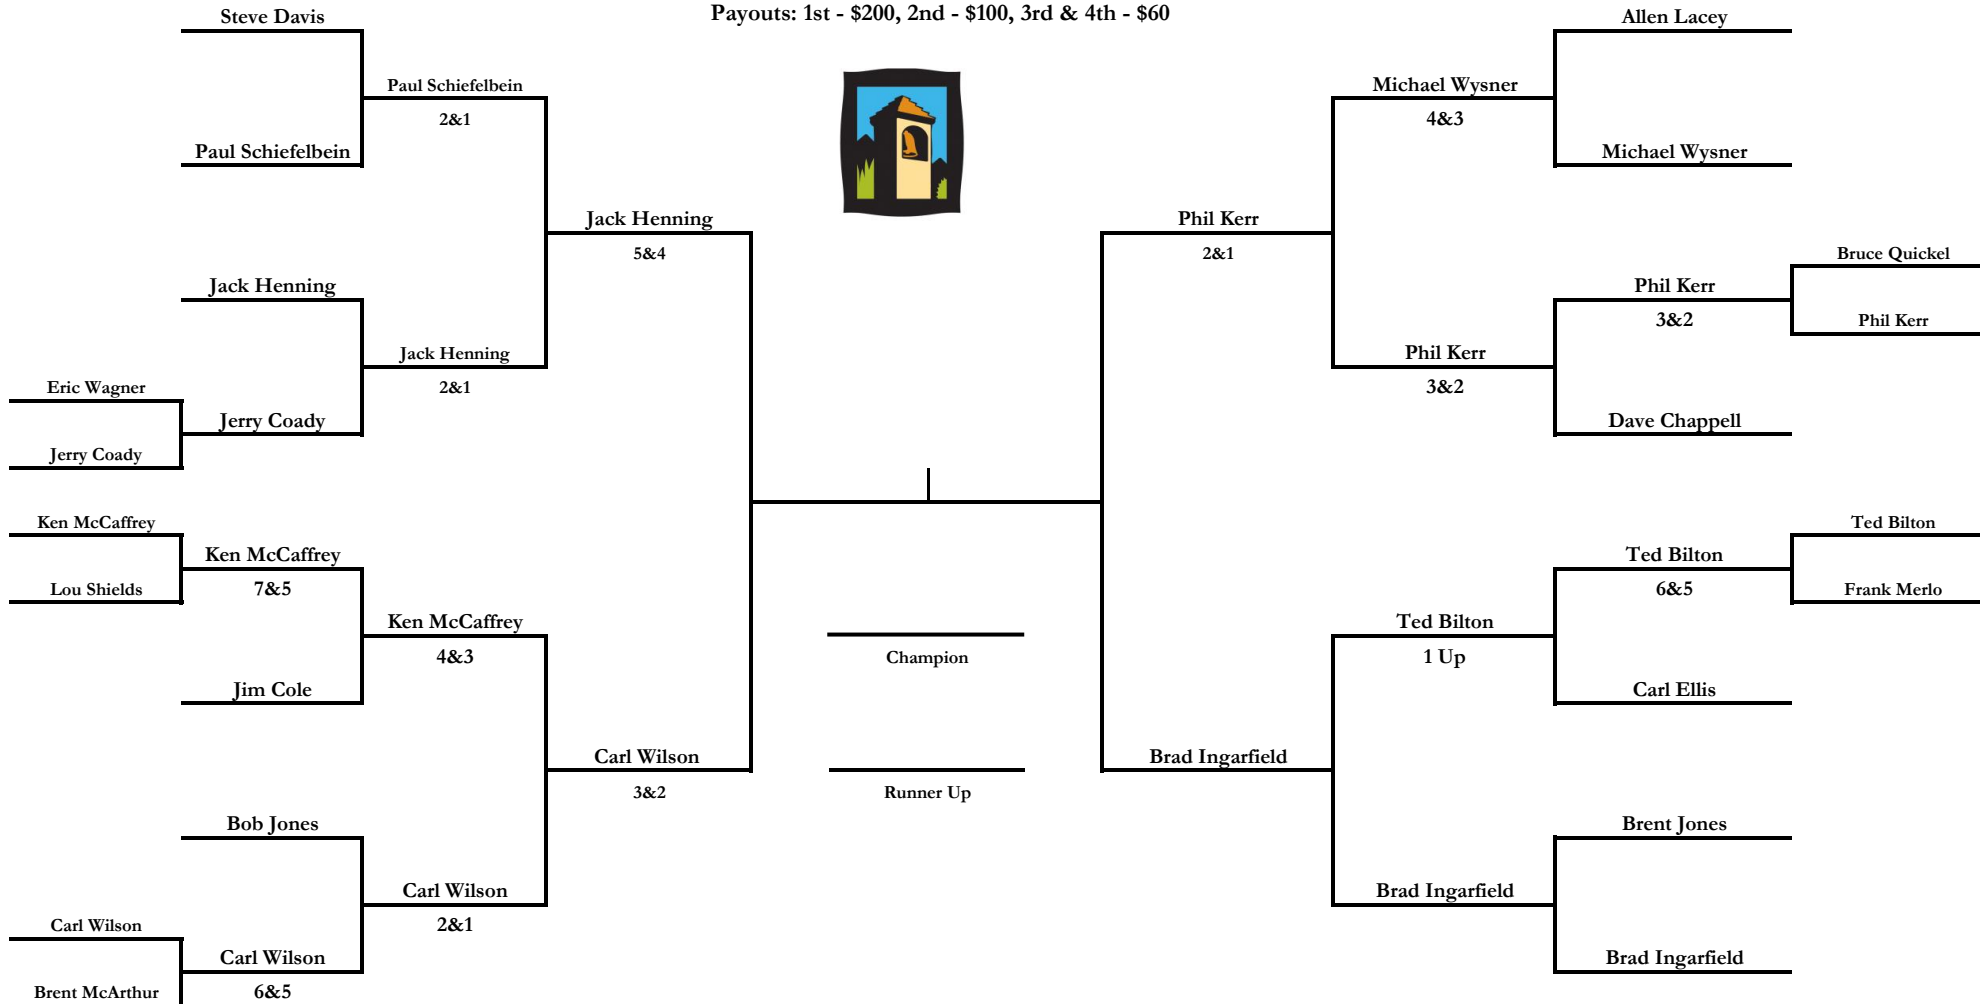 Payouts: 1st - $200, 2nd - $100, 3rd & 4th - $60
Steve Davis
Paul Schiefelbein
2&1
Paul Schiefelbein
Jack Henning
5&4
Jack Henning
Jack Henning
2&1
Eric Wagner
Jerry Coady
Jerry Coady
Ken McCaffrey
Ken McCaffrey
7&5
Lou Shields
Ken McCaffrey
4&3
Jim Cole
Carl Wilson
3&2
Bob Jones
Carl Wilson
2&1
Carl Wilson
Carl Wilson
6&5
Brent McArthur
Champion
Runner Up
Allen Lacey
Michael Wysner
4&3
Michael Wysner
Phil Kerr
2&1
Bruce Quickel
Phil Kerr
3&2
Phil Kerr
Phil Kerr
3&2
Dave Chappell
Ted Bilton
Ted Bilton
6&5
Frank Merlo
Ted Bilton
1 Up
Carl Ellis
Brad Ingarfield
Brent Jones
Brad Ingarfield
Brad Ingarfield